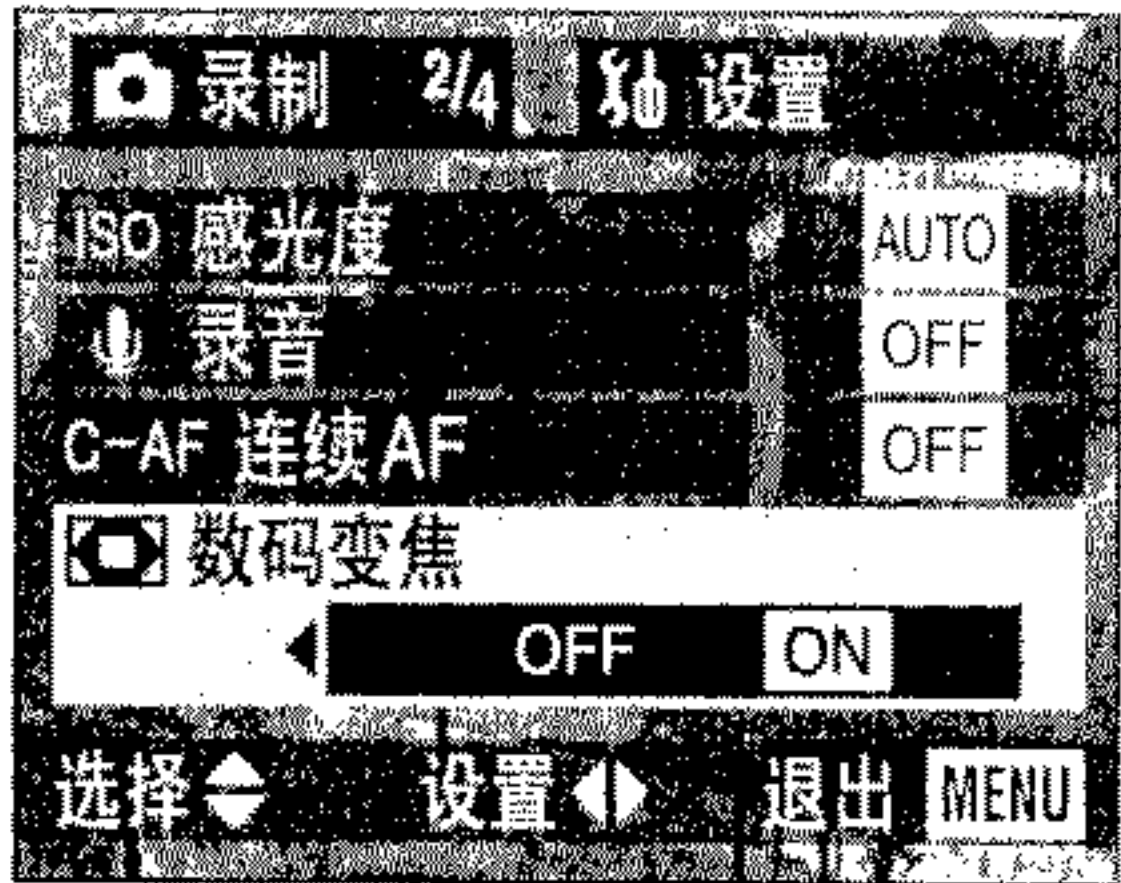 录制 2/4 设置
ISO 感光度 AUTO
录音 OFF
C-AF 连续AF OFF
数码变焦
OFF ON
选择 设置 退出 MENU